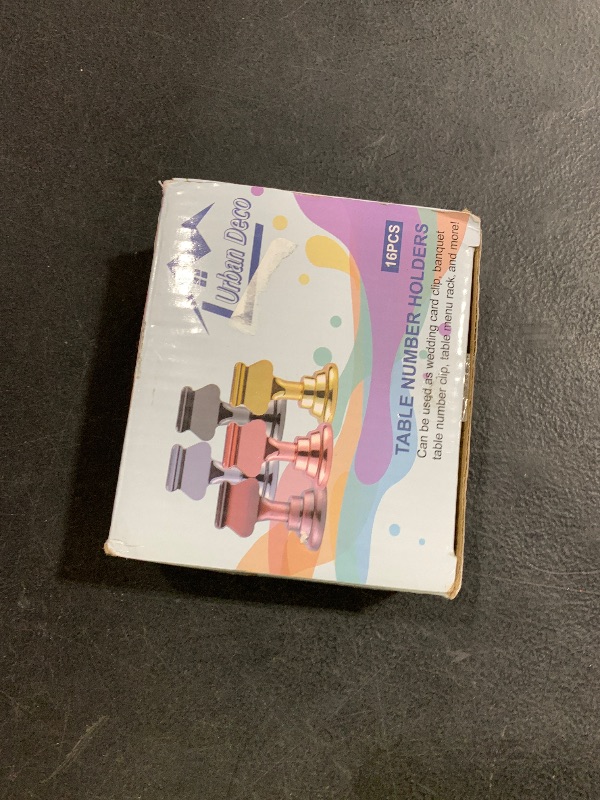 Urban Deco
16PCS
TABLE NUMBER HOLDERS
Can be used as wedding card clip, banquet
table number clip, table menu rack, and more!